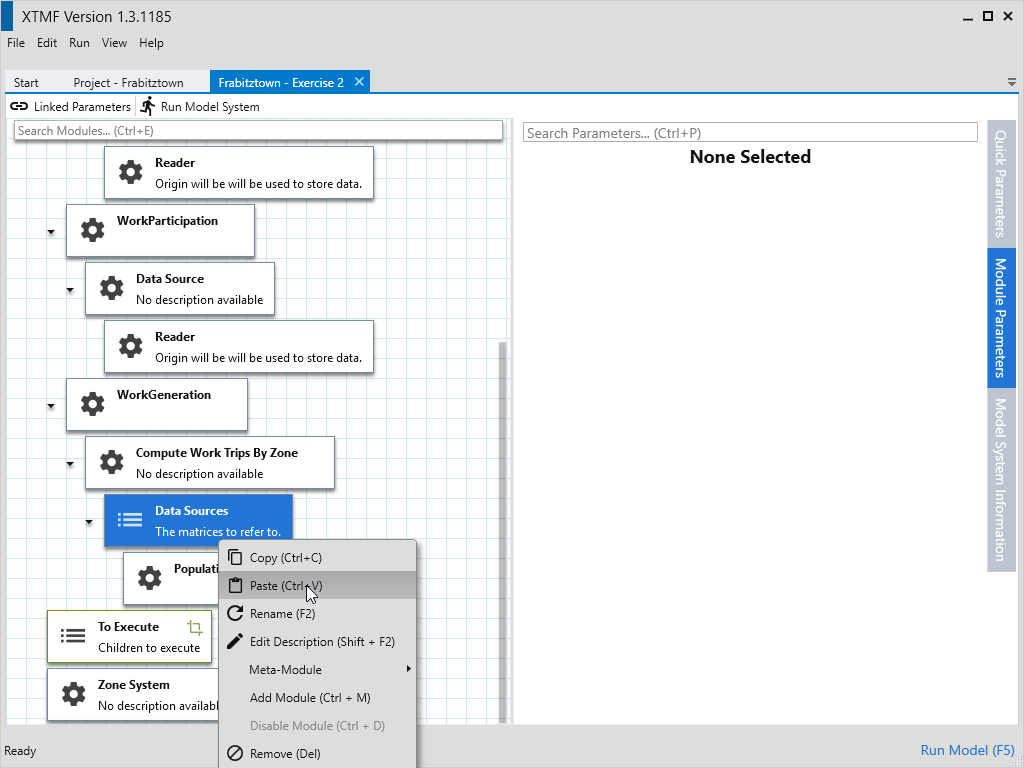 XTMF Version 1.3.1185
File Edit Run View Help
Start Project - Frabitztown Frabitztown - Exercise 2
Linked Parameters Run Model System
Search Modules... (Ctrl+E)
Reader
Origin will be will be used to store data.
WorkParticipation
Data Source
No description available
Reader
Origin will be will be used to store data.
WorkGeneration
Compute Work Trips By Zone
No description available
Data Sources
The matrices to refer to.
To Execute
Children to execute
Zone System
No description
Copy (Ctrl+C)
Paste (Ctrl+V)
Rename (F2)
Edit Description (Shift + F2)
Meta-Module
Add Module (Ctrl + M)
Disable Module (Ctrl + D)
Remove (Del)
Search Parameters... (Ctrl+P)
None Selected
Quick Parameters
Module Parameters
Model System Information
Ready
Run Model (F5)